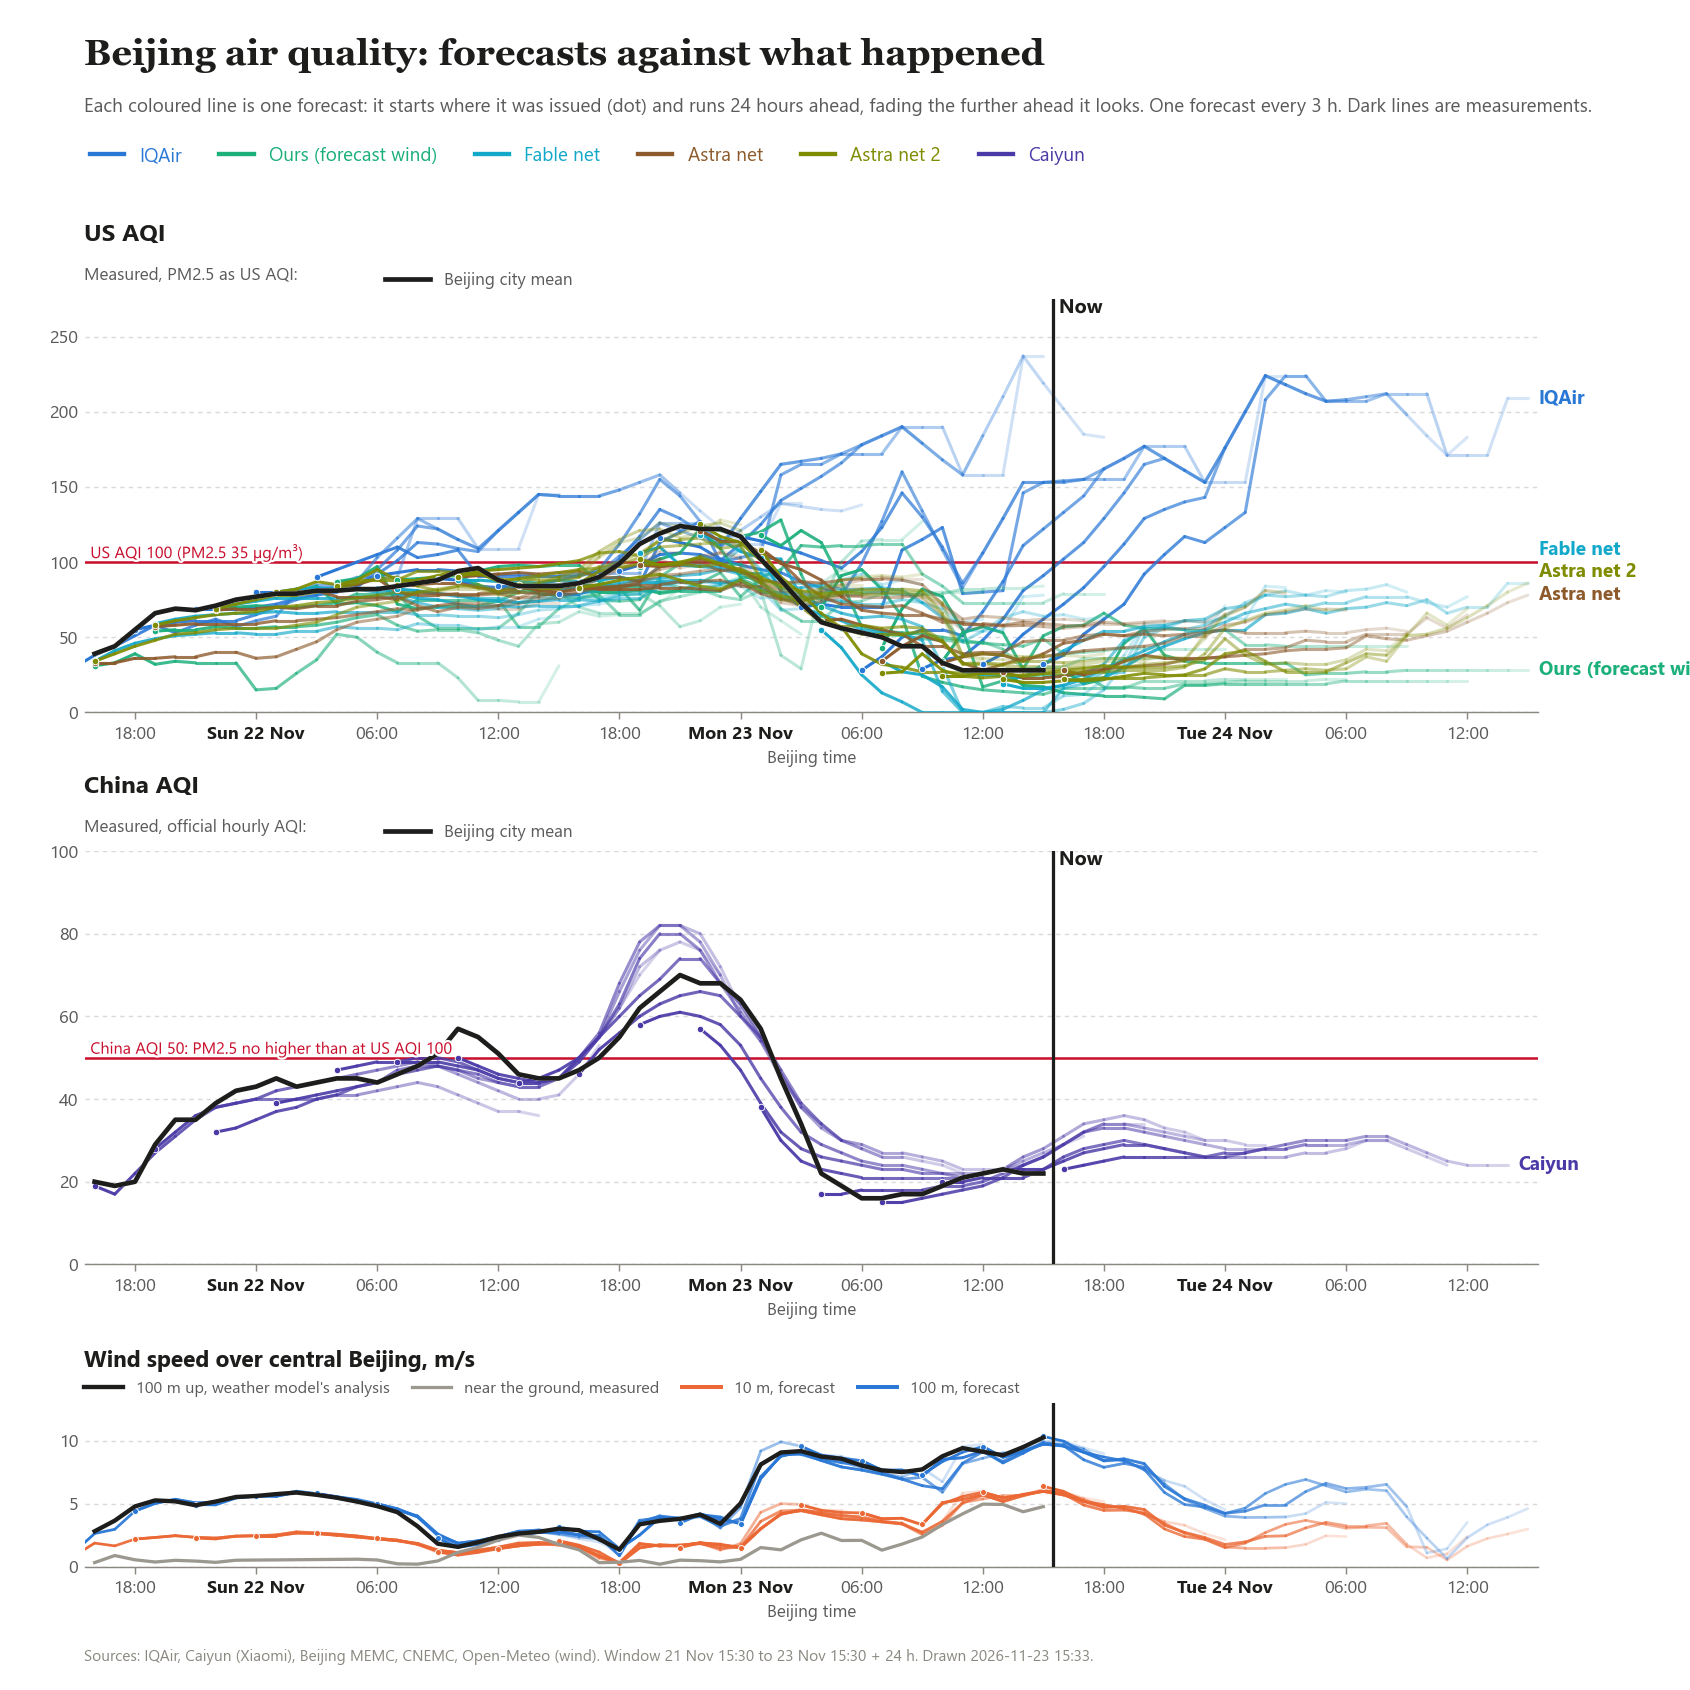 Beijing air quality: forecasts against what happened
Each coloured line is one forecast: it starts where it was issued (dot) and runs 24 hours ahead, fading the further ahead it looks. One forecast every 3 h. Dark lines are measurements.
IQAir Ours (forecast wind) Fable net Astra net Astra net 2 Caiyun
US AQI
Measured, PM2.5 as US AQI: Beijing city mean
Now
250
200
150
100
50
0
US AQI 100 (PM2.5 35 µg/m³)
IQAir
Fable net
Astra net 2
Astra net
Ours (forecast wi
18:00 Sun 22 Nov 06:00 12:00 18:00 Mon 23 Nov 06:00 12:00 18:00 Tue 24 Nov 06:00 12:00
Beijing time
China AQI
Measured, official hourly AQI: Beijing city mean
Now
100
80
60
40
20
0
China AQI 50: PM2.5 no higher than at US AQI 100
Caiyun
18:00 Sun 22 Nov 06:00 12:00 18:00 Mon 23 Nov 06:00 12:00 18:00 Tue 24 Nov 06:00 12:00
Beijing time
Wind speed over central Beijing, m/s
100 m up, weather model's analysis near the ground, measured 10 m, forecast 100 m, forecast
10
5
0
18:00 Sun 22 Nov 06:00 12:00 18:00 Mon 23 Nov 06:00 12:00 18:00 Tue 24 Nov 06:00 12:00
Beijing time
Sources: IQAir, Caiyun (Xiaomi), Beijing MEMC, CNEMC, Open-Meteo (wind). Window 21 Nov 15:30 to 23 Nov 15:30 + 24 h. Drawn 2026-11-23 15:33.